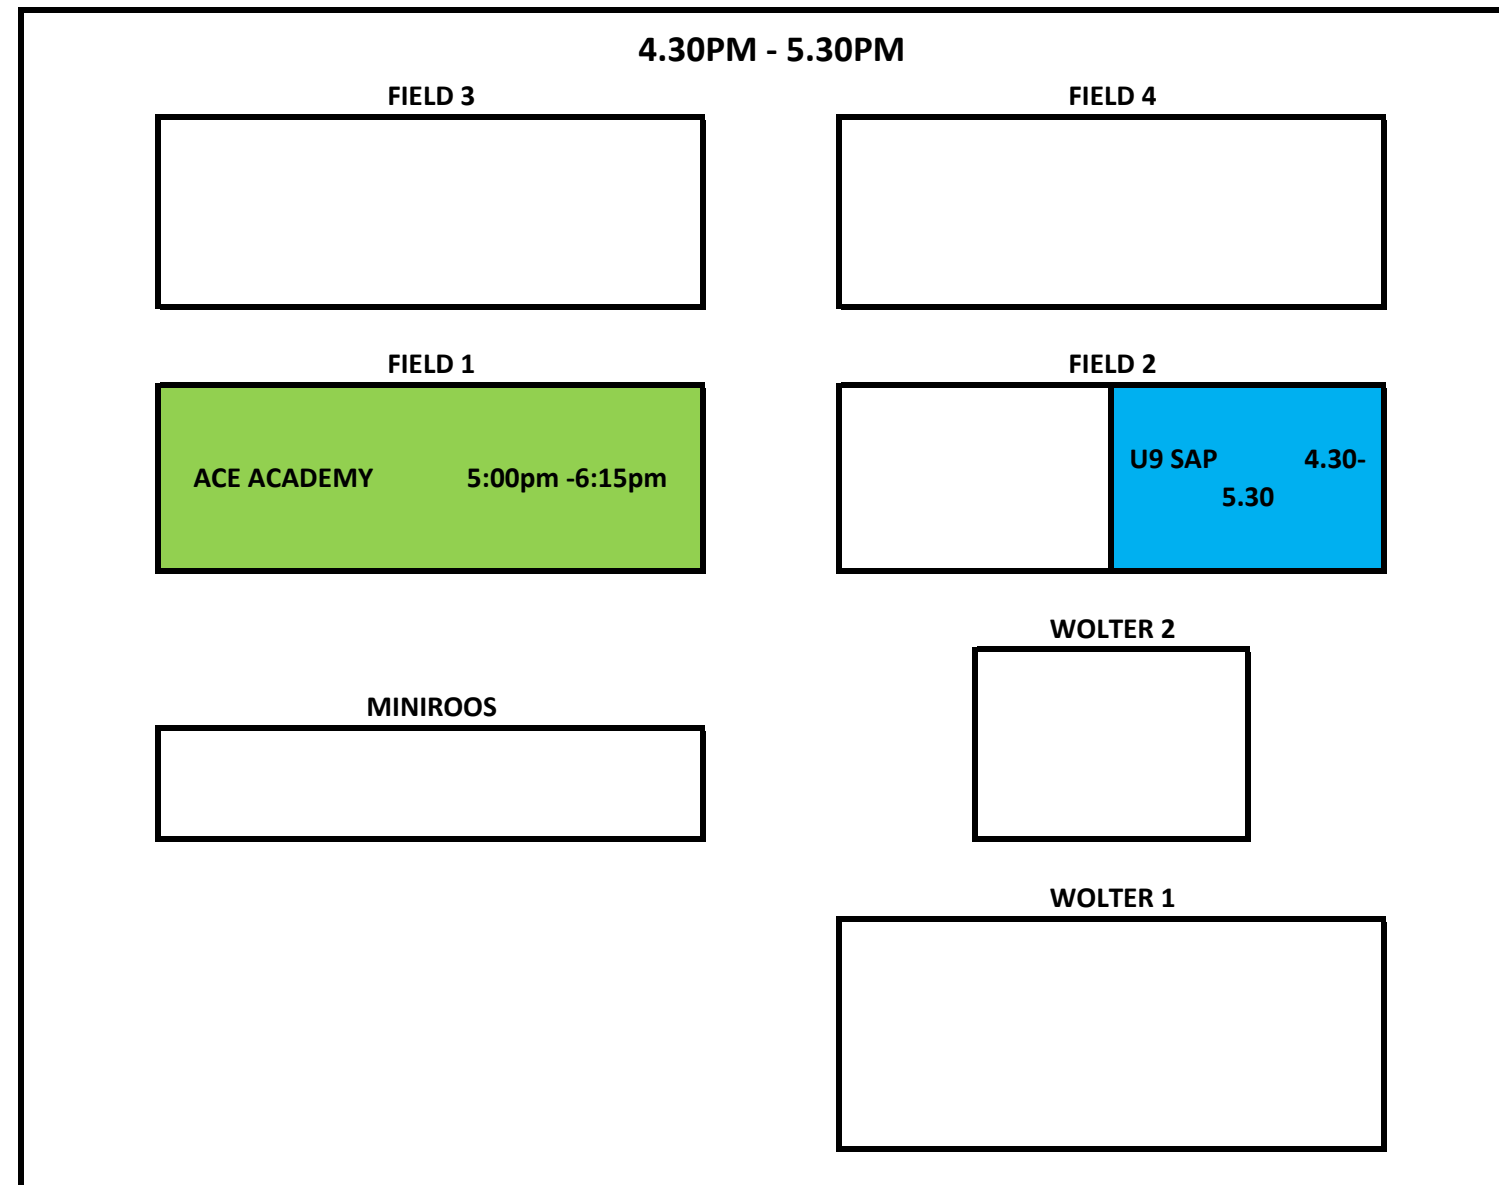 4.30PM - 5.30PM
FIELD 3
FIELD 4
FIELD 1
FIELD 2
ACE ACADEMY 5:00pm -6:15pm
U9 SAP 4.30-
5.30
WOLTER 2
MINIROOS
WOLTER 1